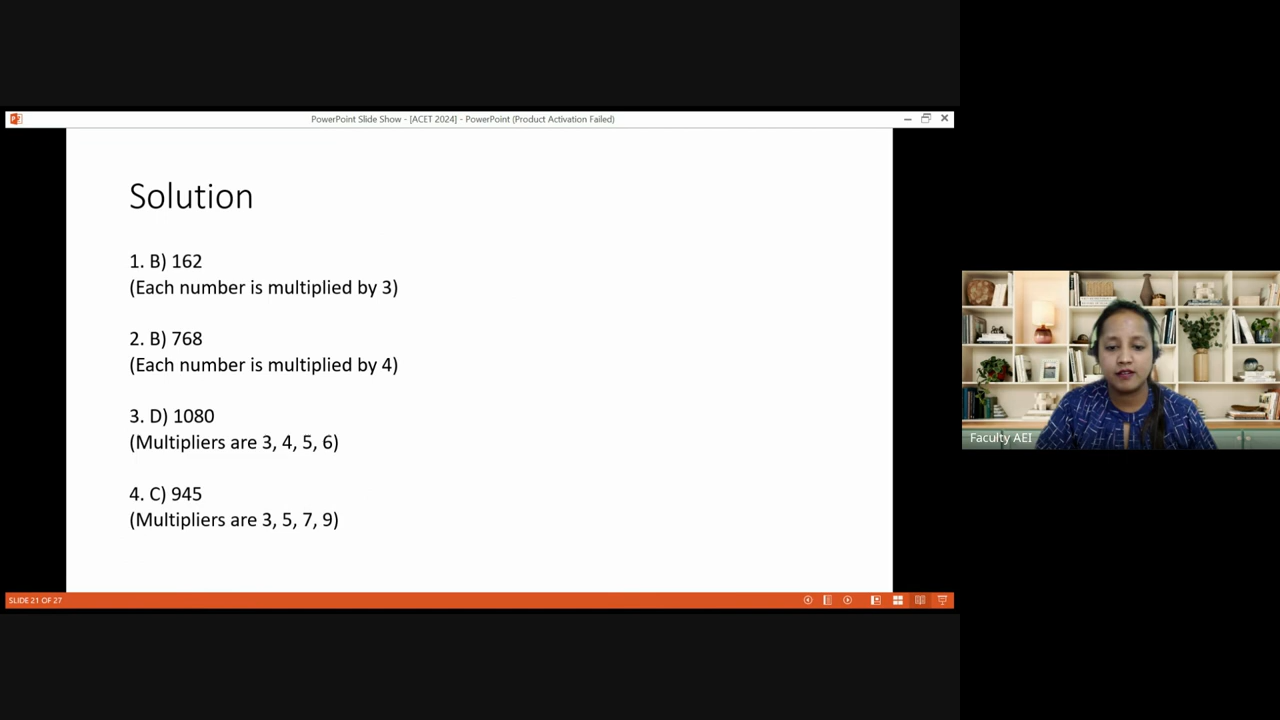 PowerPoint Slide Show - [ACET 2024] - PowerPoint (Product Activation Failed)
Solution
1. B) 162
(Each number is multiplied by 3)
2. B) 768
(Each number is multiplied by 4)
3. D) 1080
(Multipliers are 3, 4, 5, 6)
4. C) 945
(Multipliers are 3, 5, 7, 9)
SLIDE 21 OF 27
Faculty AEI